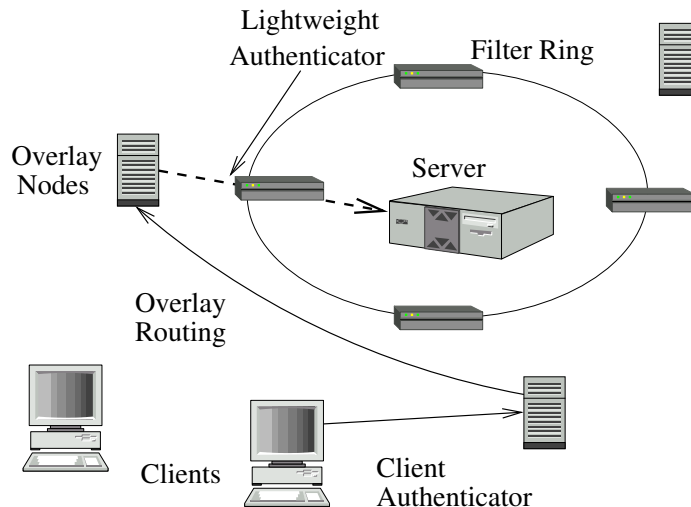 Lightweight
Authenticator
Filter Ring
Overlay
Nodes
Server
Overlay
Routing
Clients
Client
Authenticator